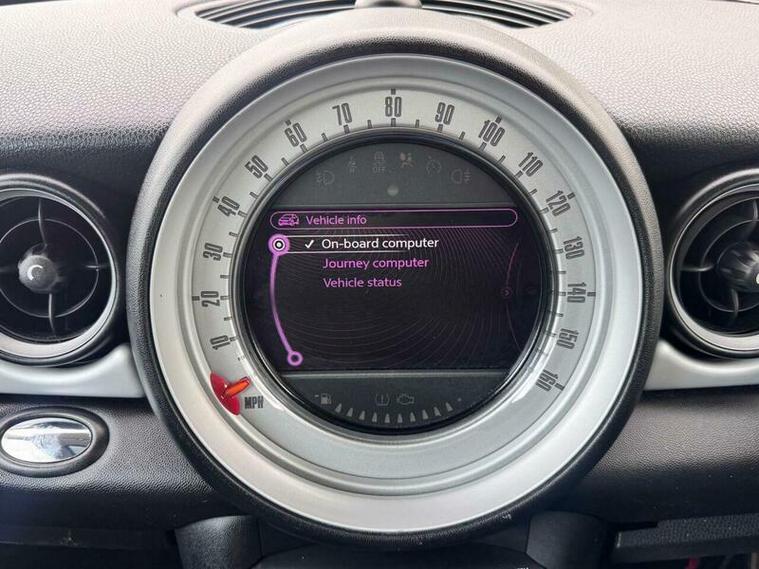 80
70
90
60
100
50
110
40
120
30
130
20
140
10
150
160
MPH
OFF
Vehicle info
On-board computer
Journey computer
Vehicle status